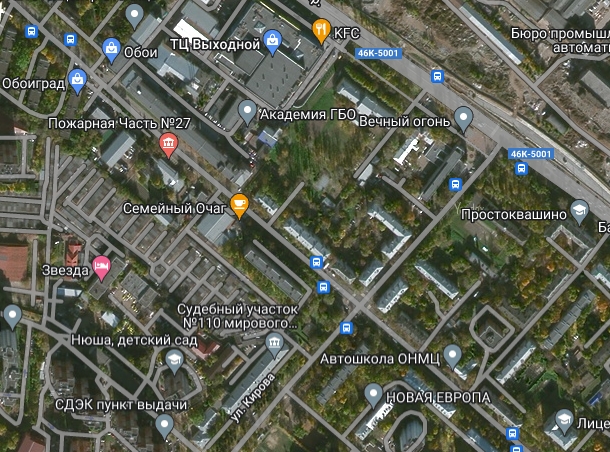 KFC
ТЦ Выходной
Бюро промышл
автомати
46К-5001
Обои
Обоиград
Академия ГБО
Вечный огонь
Пожарная Часть №27
46К-5001
Семейный Очаг
Простоквашино
Ба
Звезда
Судебный участок
№110 мирового...
Нюша, детский сад
Автошкола ОНМЦ
ул. Кирова
НОВАЯ ЕВРОПА
СДЭК пункт выдачи
Лице